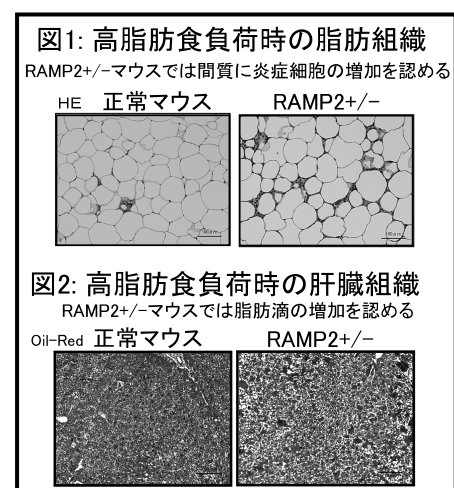 図1: 高脂肪食負荷時の脂肪組織
RAMP2+/-マウスでは間質に炎症細胞の増加を認める
HE 正常マウス RAMP2+/-
図2: 高脂肪食負荷時の肝臓組織
RAMP2+/-マウスでは脂肪滴の増加を認める
Oil-Red 正常マウス RAMP2+/-